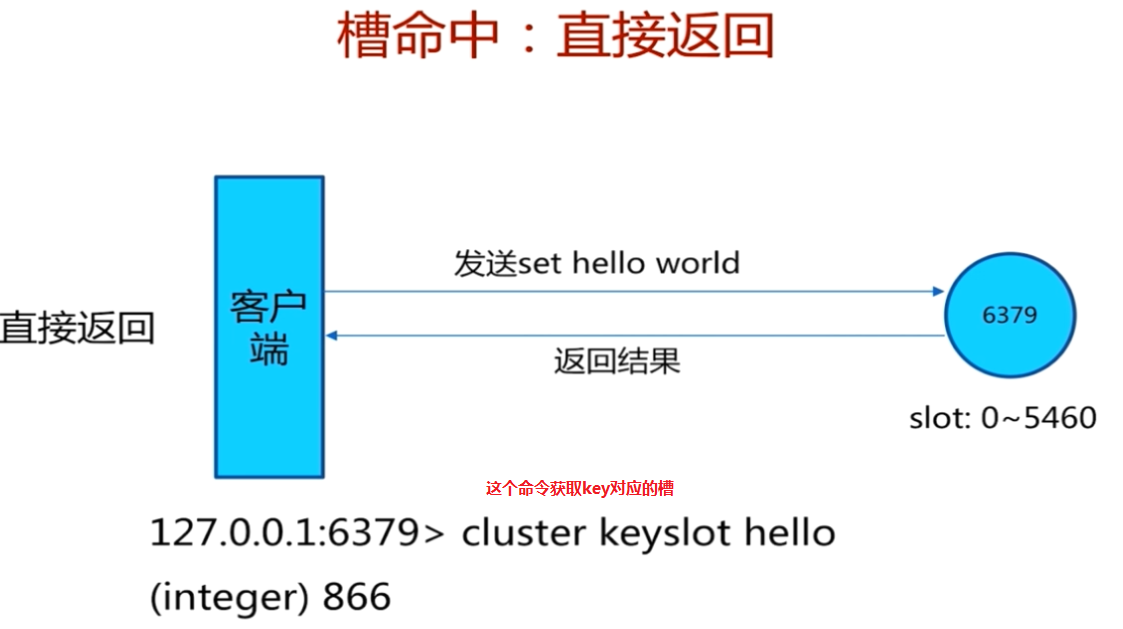 槽命中：直接返回
发送set hello world
客户
端
直接返回
6379
返回结果
slot: 0~5460
这个命令获取key对应的槽
127.0.0.1:6379> cluster keyslot hello
(integer) 866